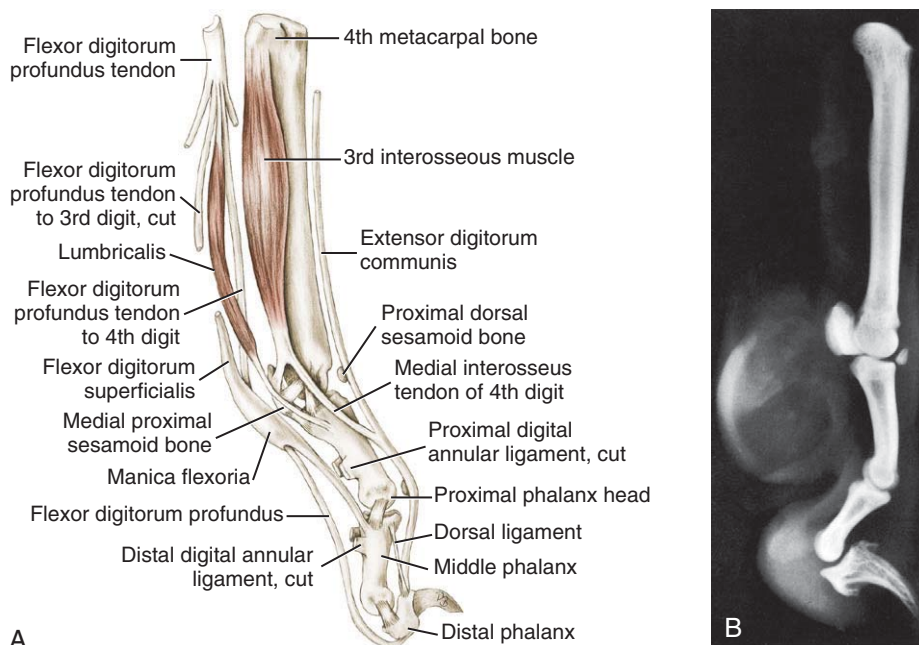 Flexor digitorum
profundus tendon
4th metacarpal bone
3rd interosseous muscle
Flexor digitorum
profundus tendon
to 3rd digit, cut
Lumbricalis
Extensor digitorum
communis
Flexor digitorum
profundus tendon
to 4th digit
Proximal dorsal
sesamoid bone
Flexor digitorum
superficialis
Medial interosseus
tendon of 4th digit
Medial proximal
sesamoid bone
Proximal digital
annular ligament, cut
Manica flexoria
Proximal phalanx head
Flexor digitorum profundus
Dorsal ligament
Distal digital annular
ligament, cut
Middle phalanx
Distal phalanx
A
B